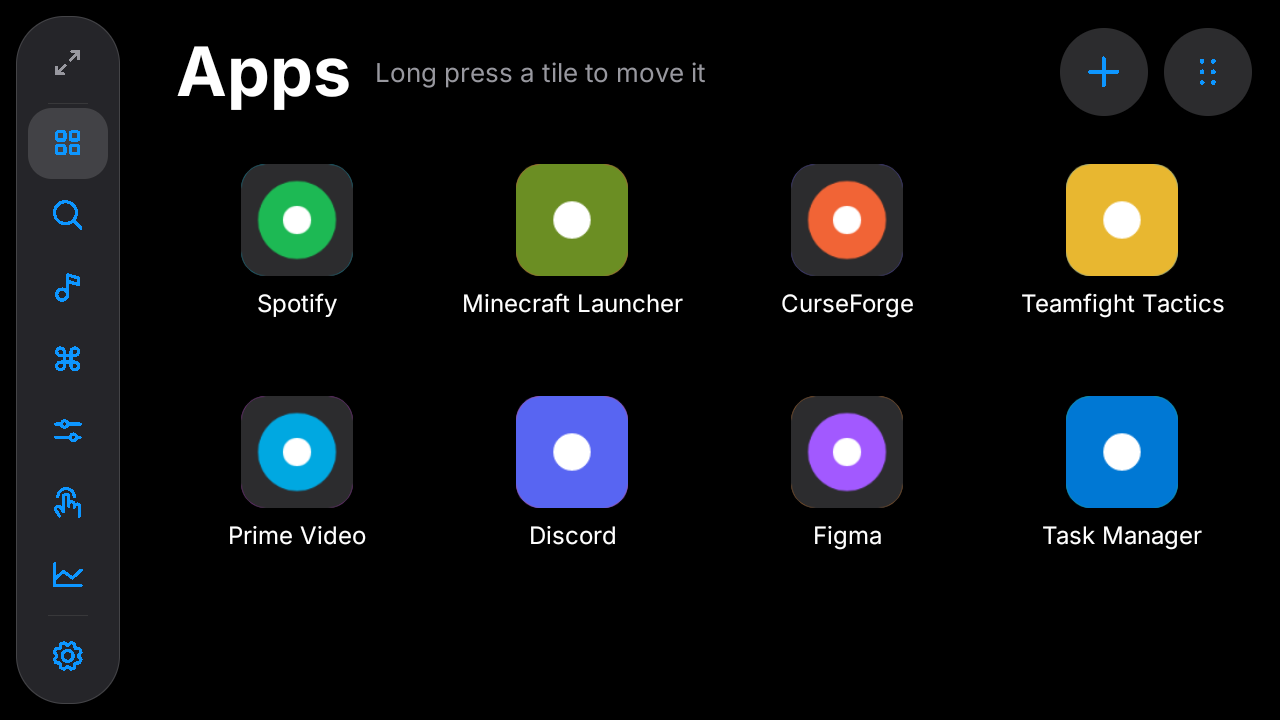 Apps
Long press a tile to move it
Spotify
Minecraft Launcher
CurseForge
Teamfight Tactics
Prime Video
Discord
Figma
Task Manager